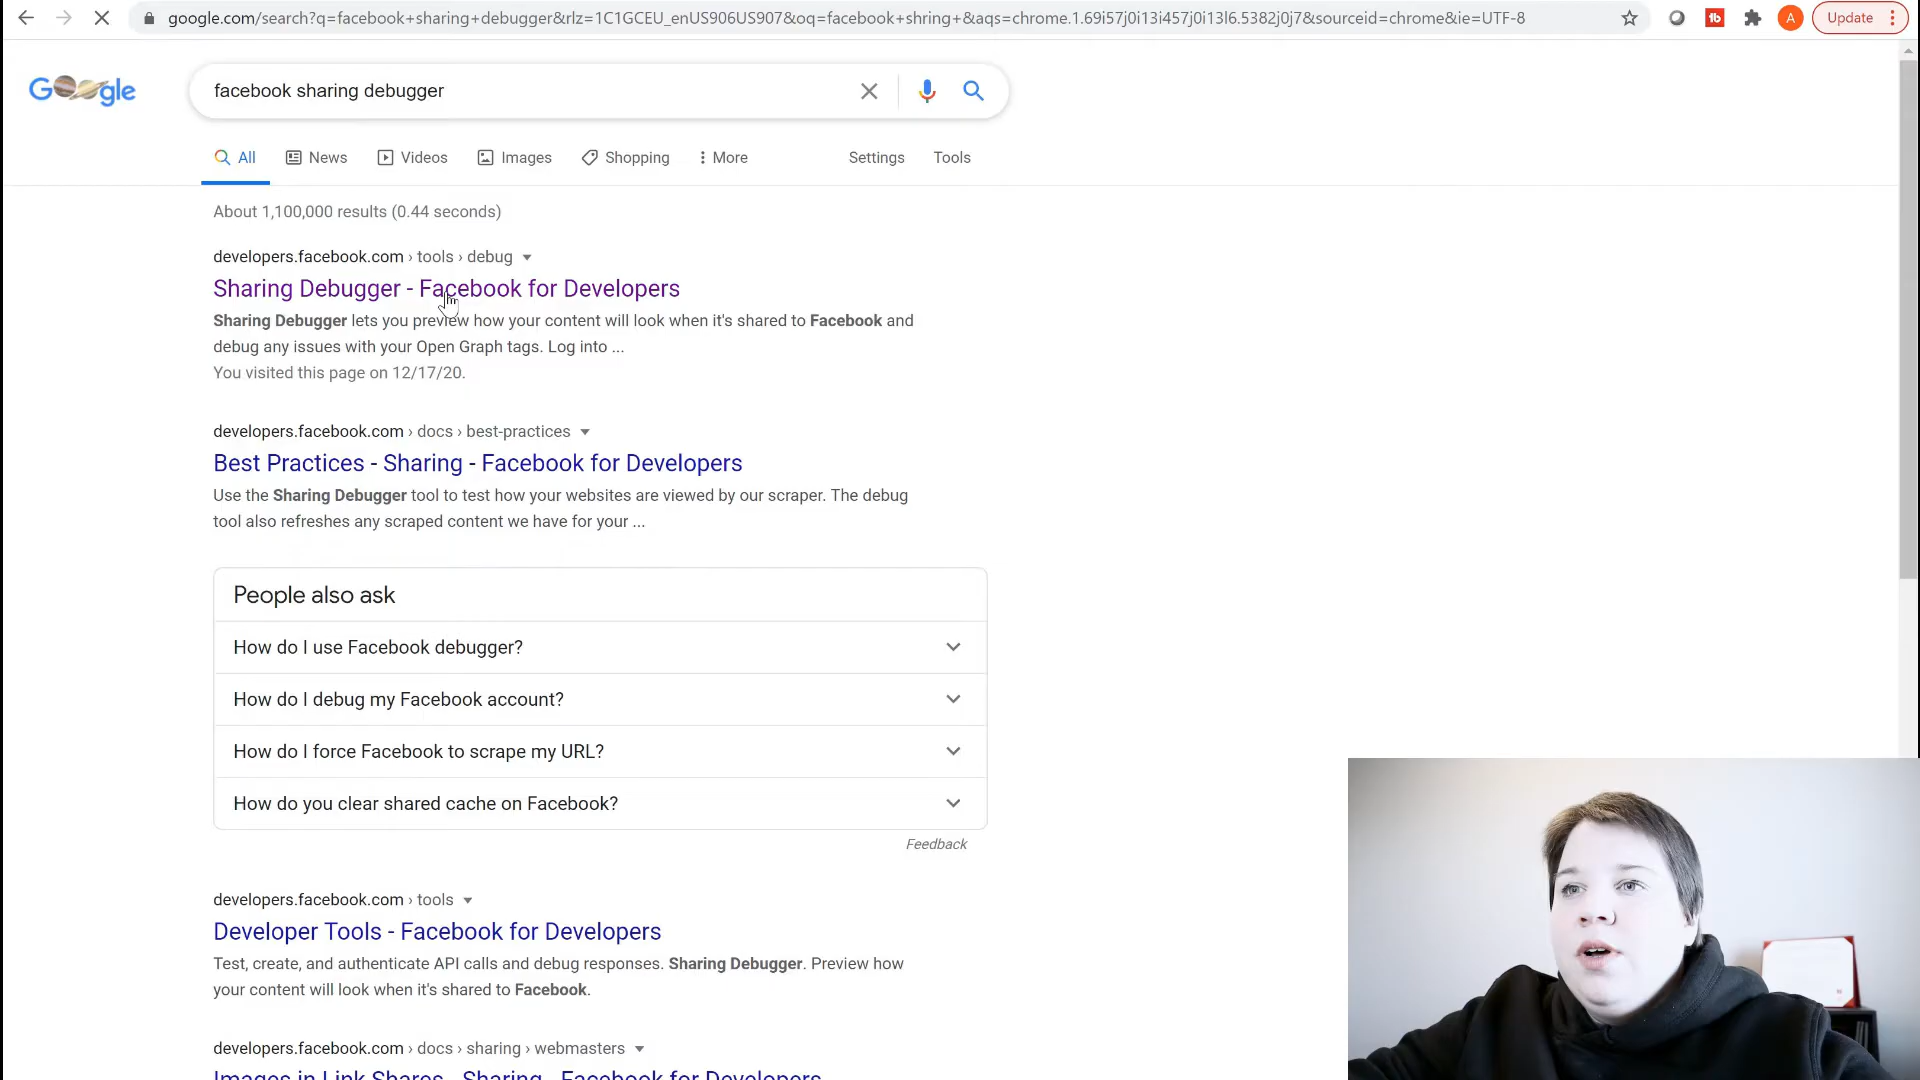 google.com/search?q=facebook+sharing+debugger&rlz=1C1GCEU_enUS906US907&oq=facebook+shring+&aqs=chrome.1.69i57j0i13i457j0i13l6.5382j0j7&sourceid=chrome&ie=UTF-8
A
Update
Google
facebook sharing debugger
All
News
Videos
Images
Shopping
More
Settings
Tools
About 1,100,000 results (0.44 seconds)
developers.facebook.com › tools › debug
Sharing Debugger - Facebook for Developers
Sharing Debugger lets you preview how your content will look when it's shared to Facebook and
debug any issues with your Open Graph tags. Log into ...
You visited this page on 12/17/20.
developers.facebook.com › docs › best-practices
Best Practices - Sharing - Facebook for Developers
Use the Sharing Debugger tool to test how your websites are viewed by our scraper. The debug
tool also refreshes any scraped content we have for your ...
People also ask
How do I use Facebook debugger?
How do I debug my Facebook account?
How do I force Facebook to scrape my URL?
How do you clear shared cache on Facebook?
Feedback
developers.facebook.com › tools
Developer Tools - Facebook for Developers
Test, create, and authenticate API calls and debug responses. Sharing Debugger. Preview how
your content will look when it's shared to Facebook.
developers.facebook.com › docs › sharing › webmasters
Images in Link Shares - Sharing - Facebook for Developers